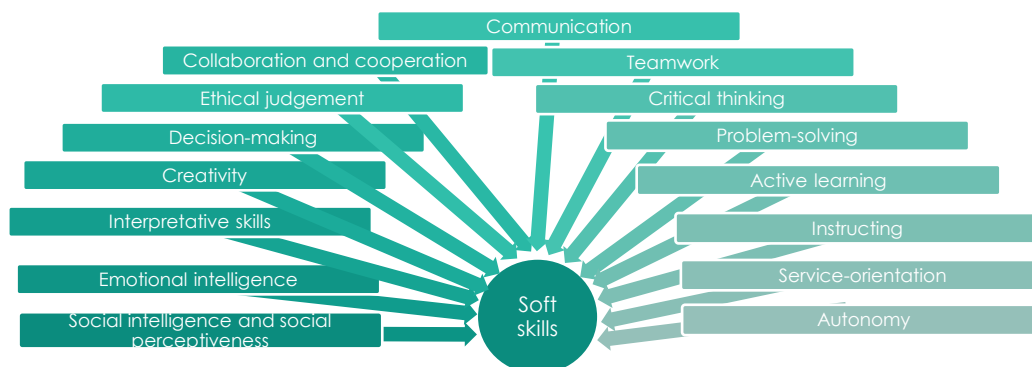 Communication
Collaboration and cooperation
Teamwork
Ethical judgement
Critical thinking
Decision-making
Problem-solving
Creativity
Active learning
Interpretative skills
Instructing
Emotional intelligence
Service-orientation
Social intelligence and social
perceptiveness
Autonomy
Soft
skills